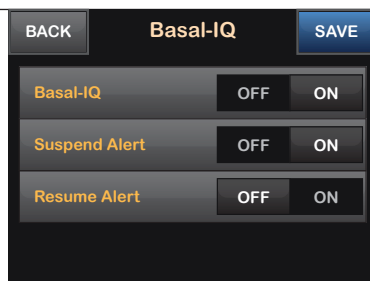 BACK Basal-IQ SAVE
Basal-IQ OFF ON
Suspend Alert OFF ON
Resume Alert OFF ON